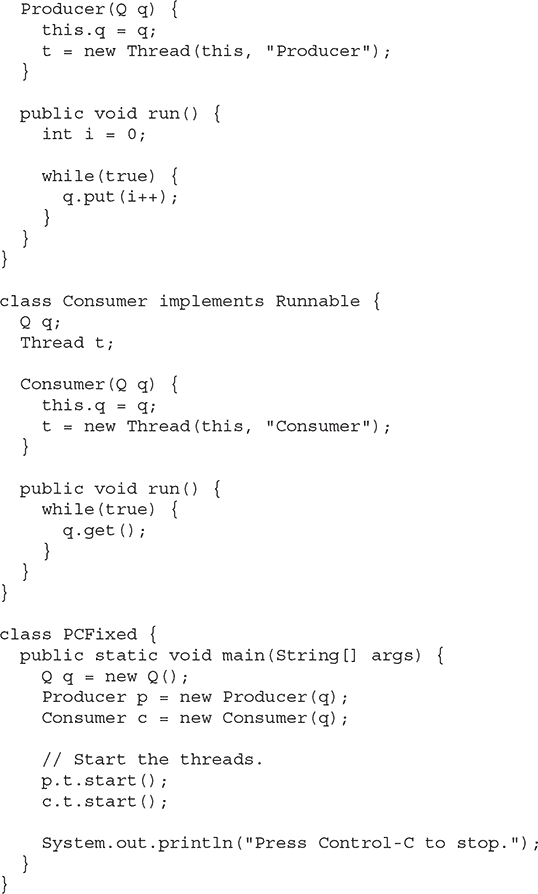 Producer(Q q) {
    this.q = q;
    t = new Thread(this, "Producer");
  }

  public void run() {
    int i = 0;

    while(true) {
      q.put(i++);
    }
  }
}

class Consumer implements Runnable {
  Q q;
  Thread t;

  Consumer(Q q) {
    this.q = q;
    t = new Thread(this, "Consumer");
  }

  public void run() {
    while(true) {
      q.get();
    }
  }
}

class PCFixed {
  public static void main(String[] args) {
    Q q = new Q();
    Producer p = new Producer(q);
    Consumer c = new Consumer(q);

    // Start the threads.
    p.t.start();
    c.t.start();

    System.out.println("Press Control-C to stop.");
  }
}